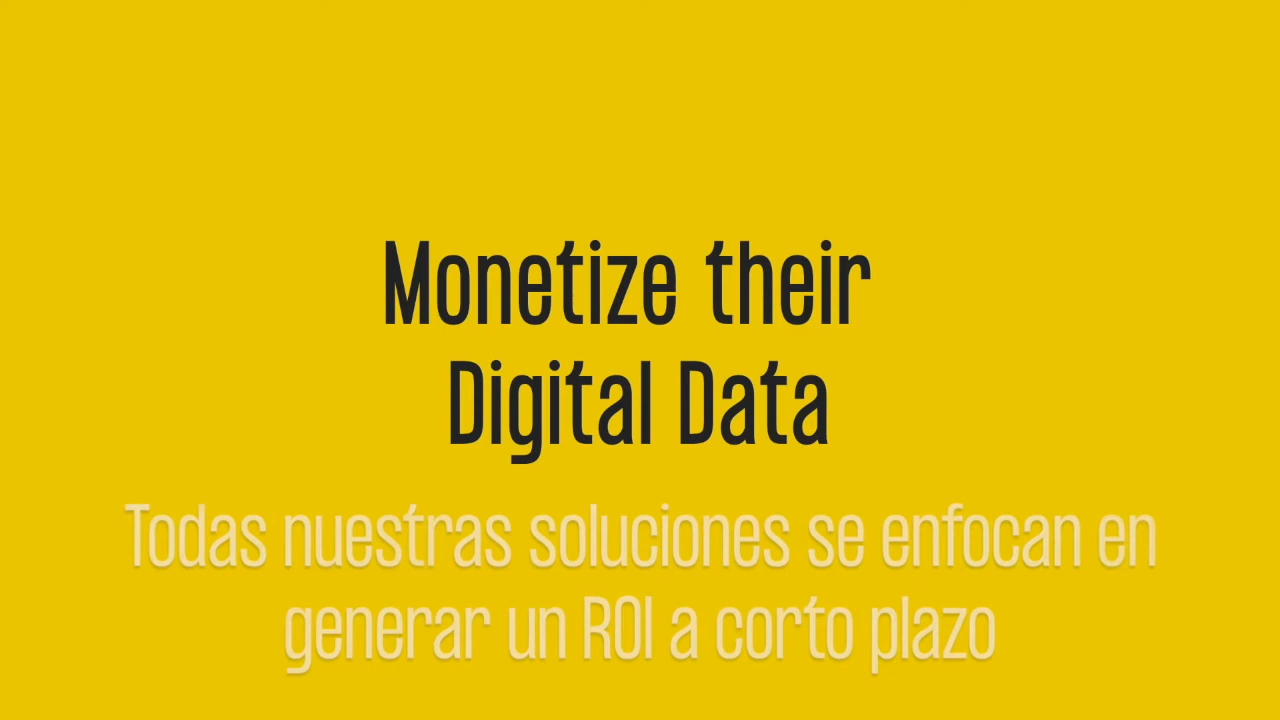 Monetize their
Digital Data
Todas nuestras soluciones se enfocan en
generar un ROI a corto plazo